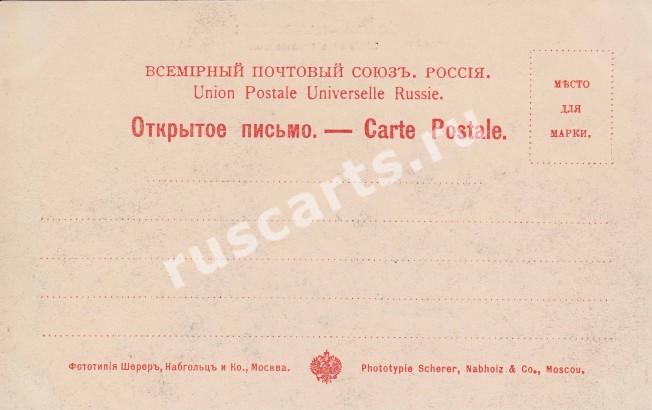 ВСЕМІРНЫЙ ПОЧТОВЫЙ СОЮЗЪ. РОССІЯ.
Union Postale Universelle Russie.
Открытое письмо. — Carte Postale.
МѢСТО
ДЛЯ
МАРКИ.
ruscarts.ru
Фототипія Шереръ, Набгольцъ и Ко., Москва.
Phototypie Scherer, Nabholz & Co., Moscou.